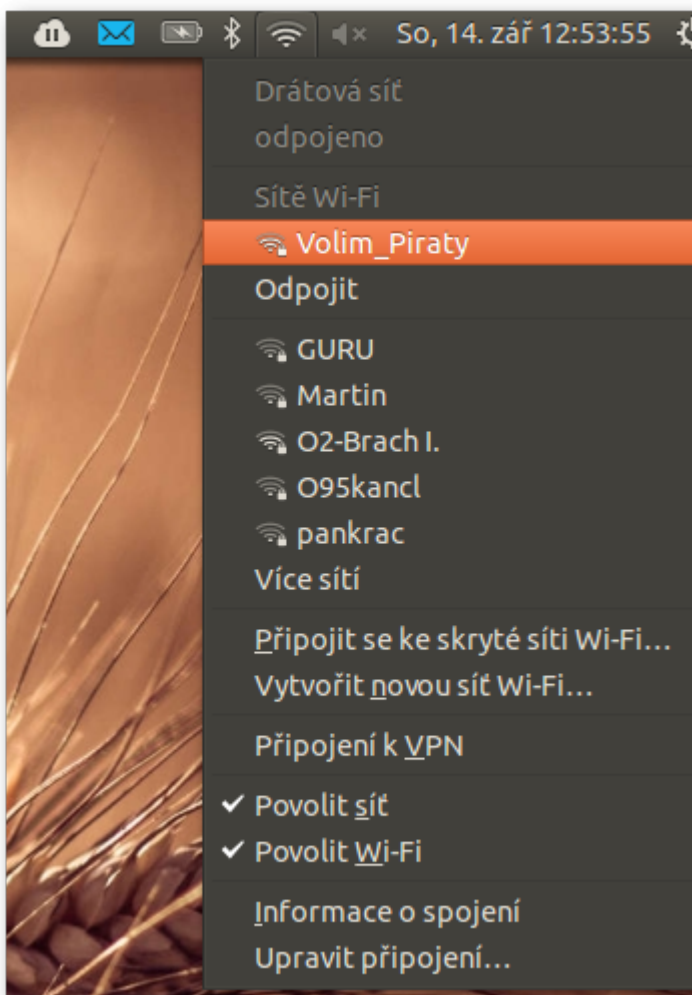 So, 14. zář 12:53:55
Drátová síť
odpojeno
Sítě Wi-Fi
Volim_Piraty
Odpojit
GURU
Martin
O2-Brach I.
O95kancl
pankrac
Více sítí
Připojit se ke skryté síti Wi-Fi…
Vytvořit novou síť Wi-Fi…
Připojení k VPN
Povolit síť
Povolit Wi-Fi
Informace o spojení
Upravit připojení…